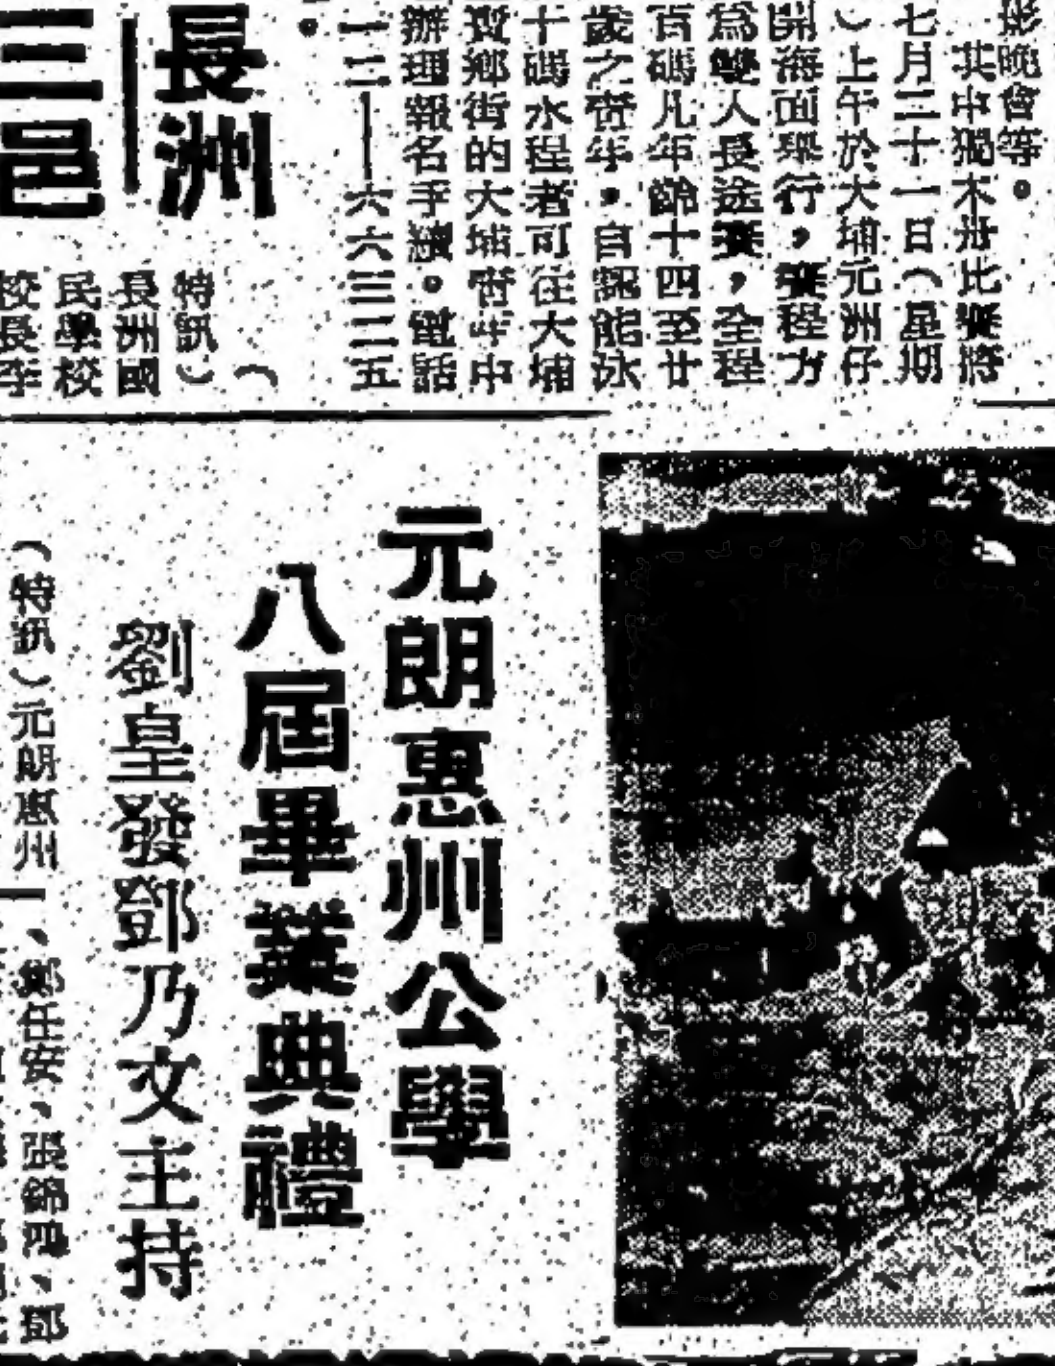 影晚會等。
其中獨木舟比賽將
七月三十一日（星期
）上午於大埔元洲仔
開海面舉行，賽程方
爲雙人長途賽，全程
百碼凡年齡十四至廿
歲之青年，自認能泳
十碼水程者可往大埔
鄉街的大埔青年中
辦理報名手續。電話
一二—六六三二五
。
長洲
三邑
（
特訊）
長洲國
民學校
校長李
元朗惠州公學
八屆畢業典禮
劉皇發鄧乃文主持
（特訊）元朗惠州
、鄭任安、張錦鴻、鄧